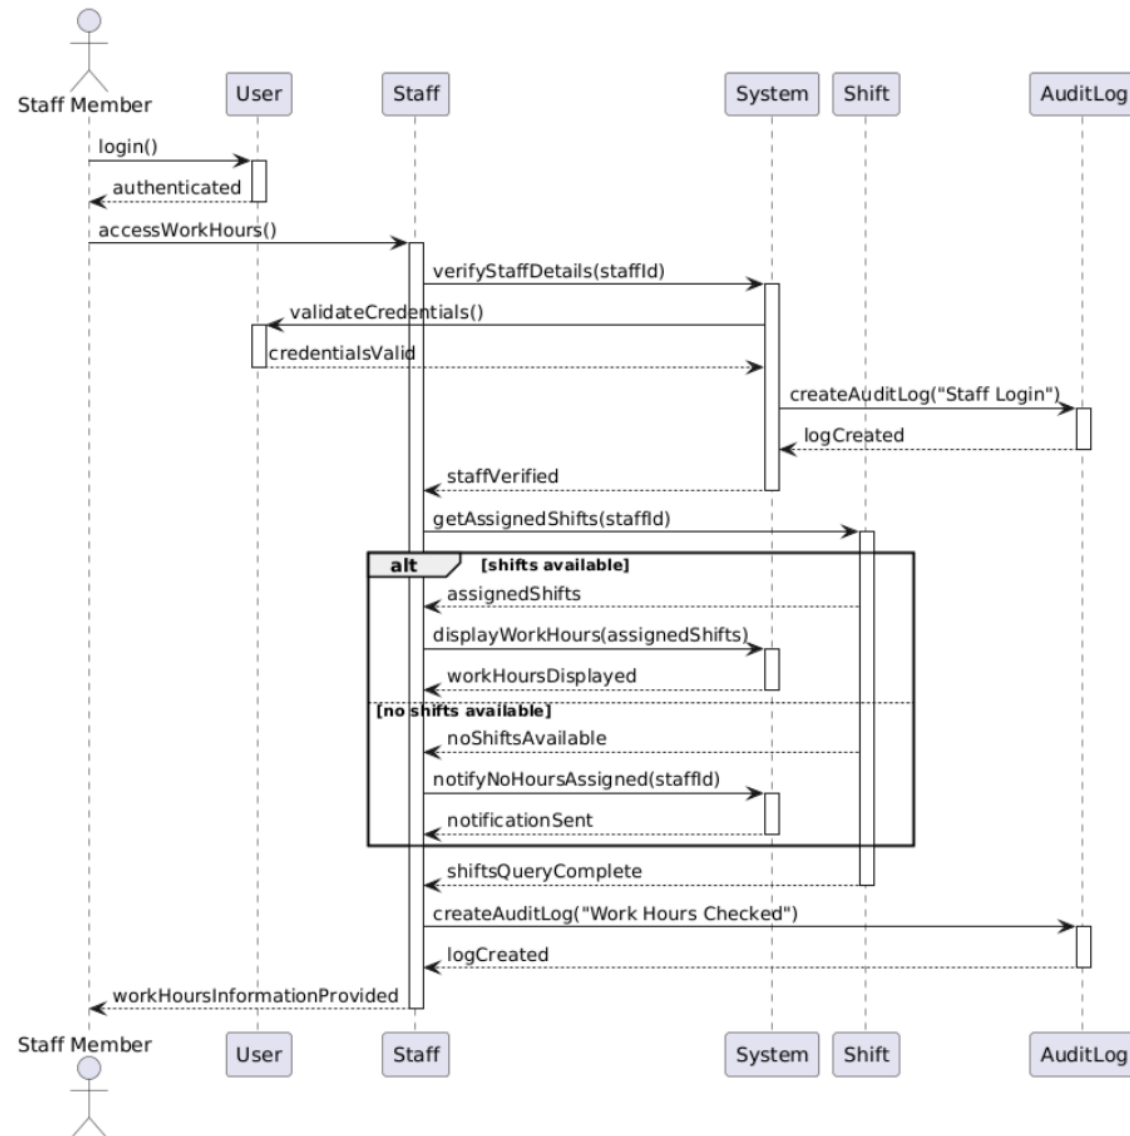 Staff Member
User
Staff
System
Shift
AuditLog
login()
authenticated
accessWorkHours()
verifyStaffDetails(staffId)
validateCredentials()
credentialsValid
createAuditLog("Staff Login")
logCreated
staffVerified
getAssignedShifts(staffId)
alt
[shifts available]
assignedShifts
displayWorkHours(assignedShifts)
workHoursDisplayed
[no shifts available]
noShiftsAvailable
notifyNoHoursAssigned(staffId)
notificationSent
shiftsQueryComplete
createAuditLog("Work Hours Checked")
logCreated
workHoursInformationProvided
Staff Member
User
Staff
System
Shift
AuditLog